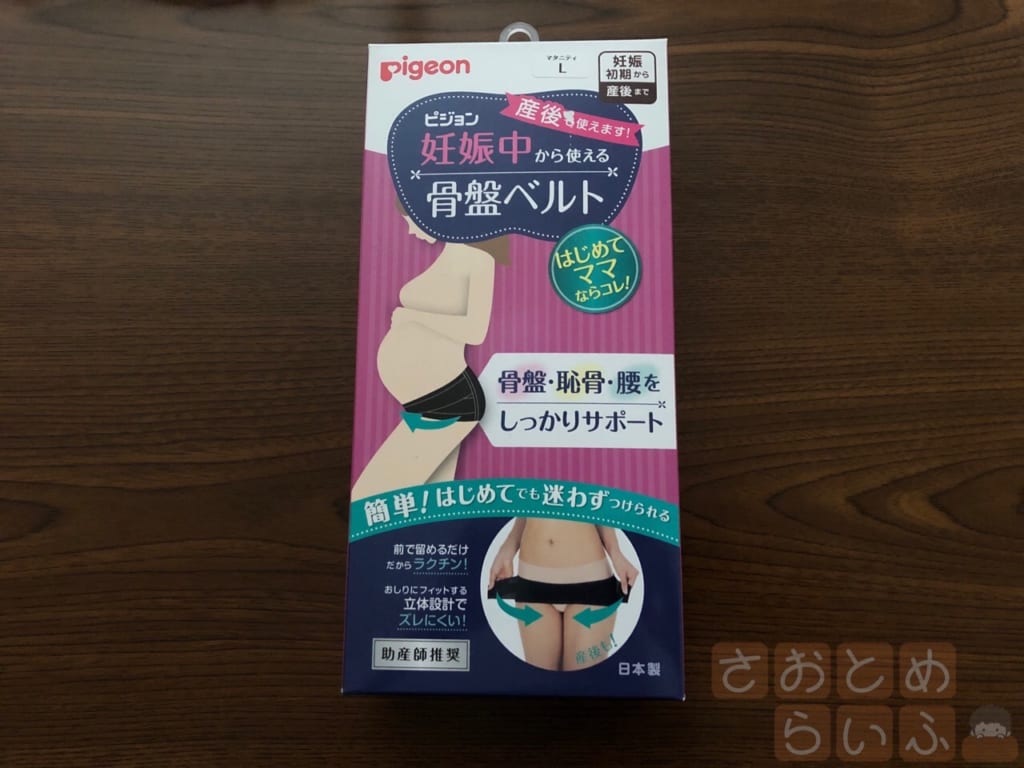 Pigeon
マタニティ
L
妊娠
初期から
産後まで
産後も使えます!
ピジョン
妊娠中から使える
骨盤ベルト
はじめて
ママ
ならコレ!
骨盤・恥骨・腰を
しっかりサポート
簡単!はじめてでも迷わずつけられる
前で留めるだけ
だからラクチン!
おしりにフィットする
立体設計で
ズレにくい!
助産師推奨
産後も!
日本製
さおとめ
らいふ